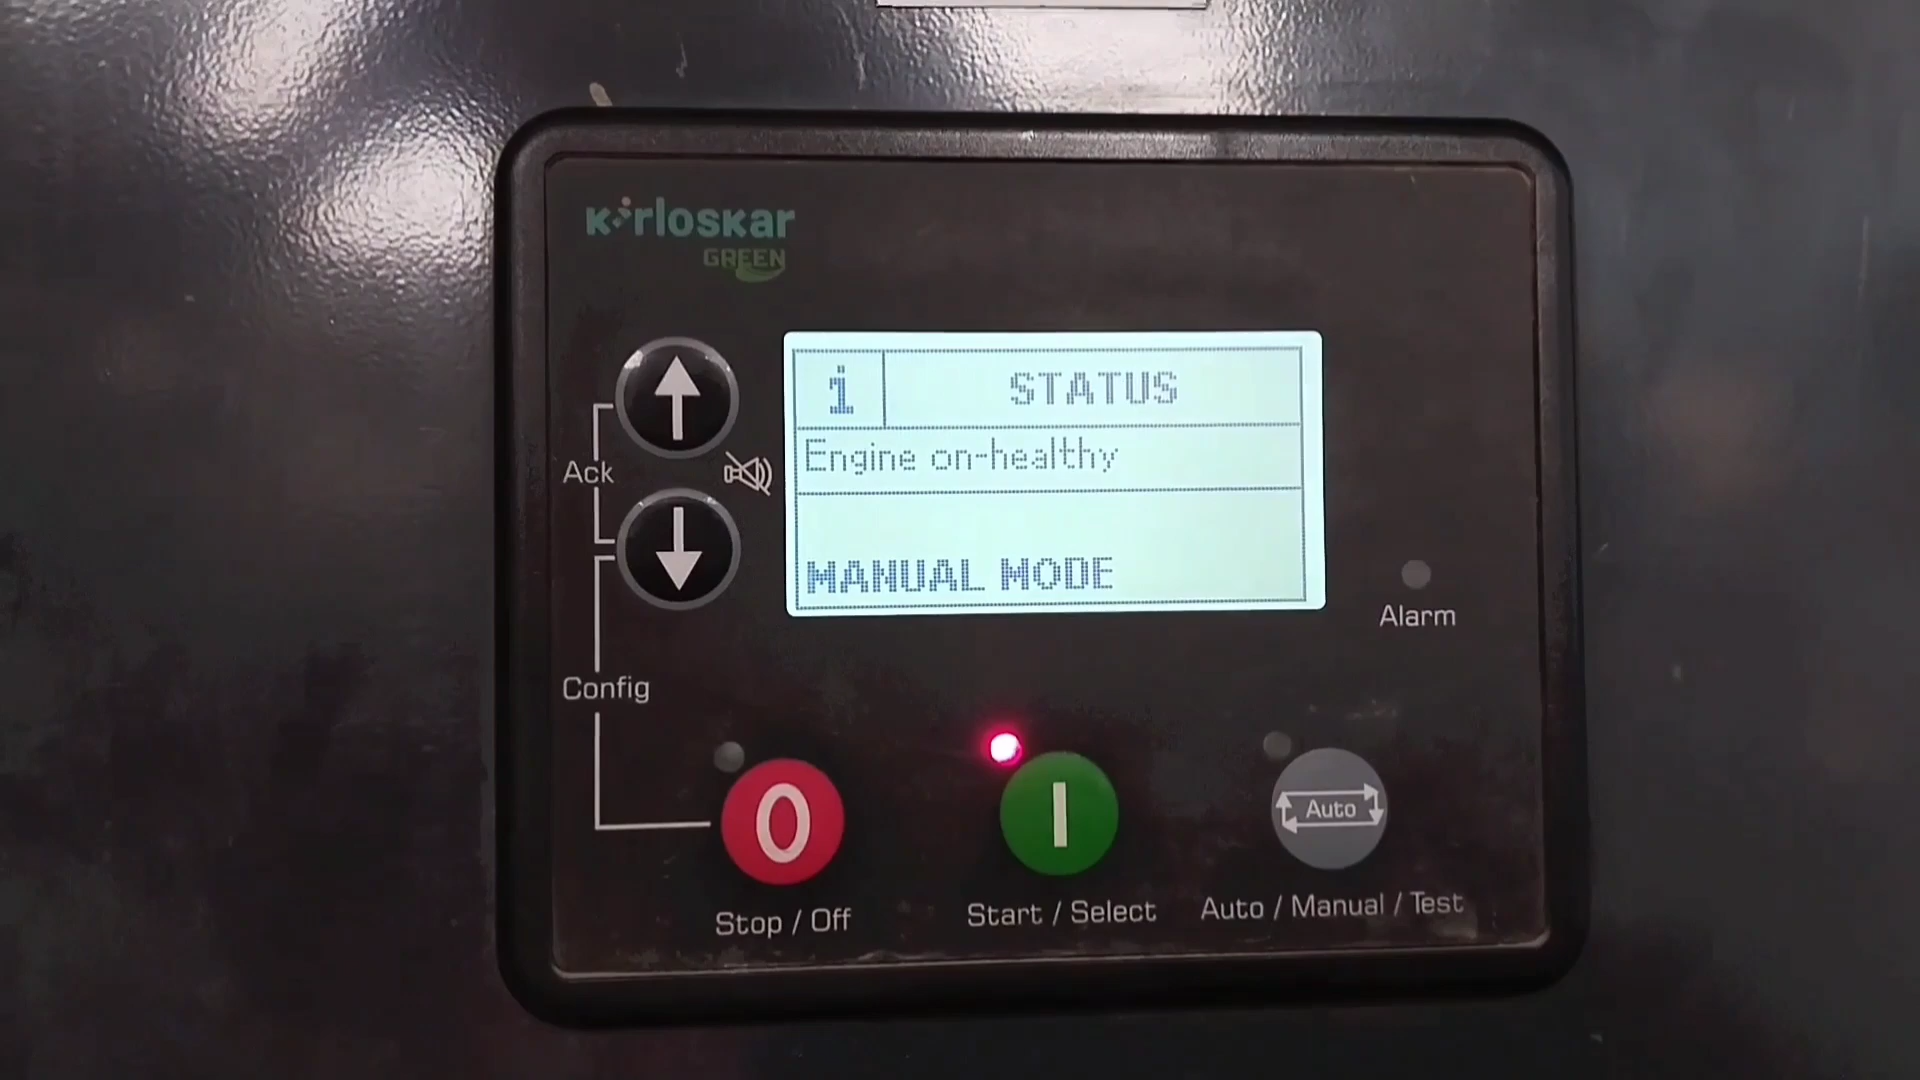 Kirloskar
GREEN
i
STATUS
Engine on-healthy
MANUAL MODE
Ack
Config
Alarm
0
I
Auto
Stop / Off
Start / Select
Auto / Manual / Test